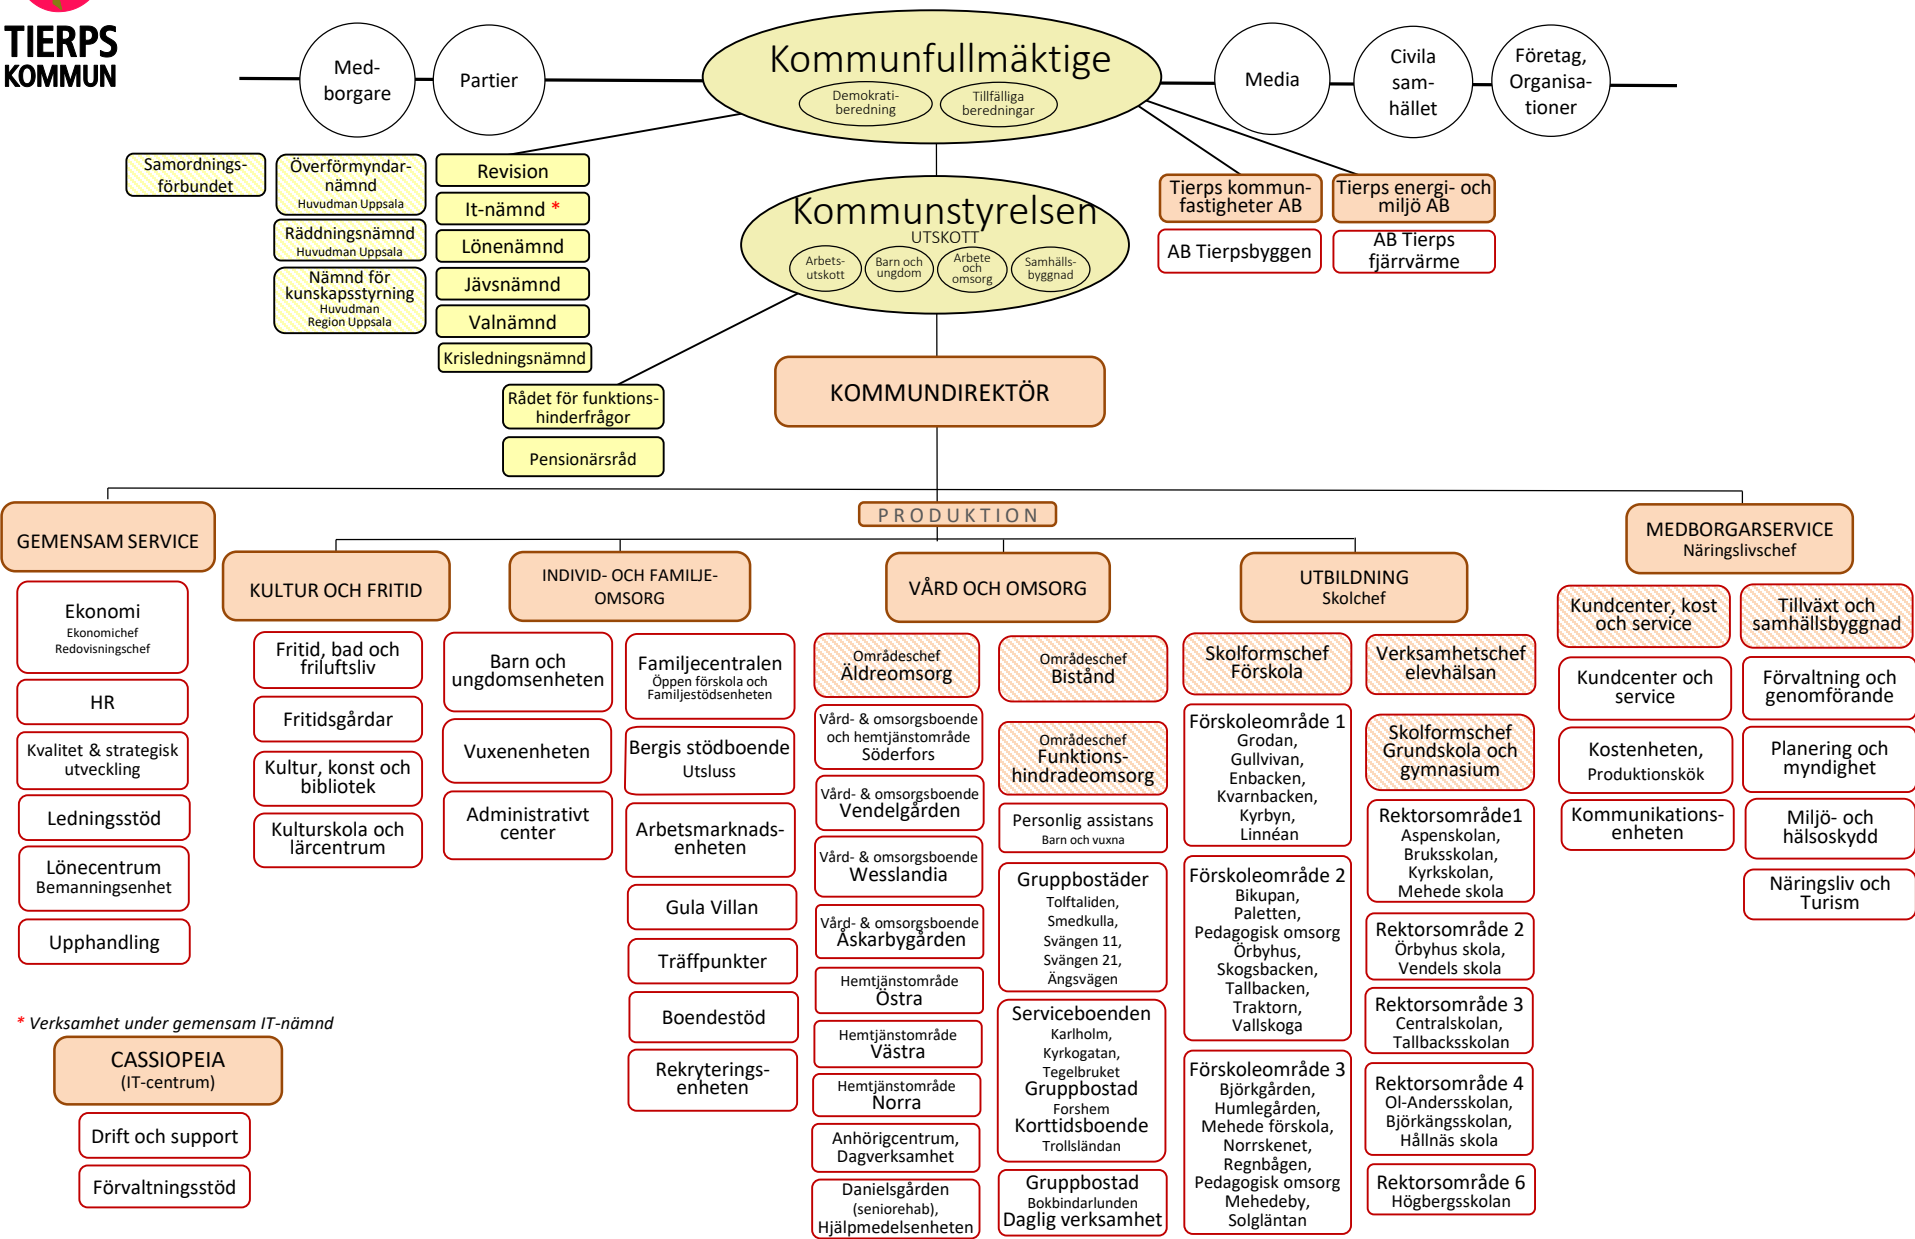 TIERPS
KOMMUN
Med-
borgare
Partier
Kommunfullmäktige
Demokrati-
beredning
Tillfälliga
beredningar
Media
Civila
sam-
hället
Företag,
Organisa-
tioner
Samordnings-
förbundet
Överförmyndar-
nämnd
Huvudman Uppsala
Räddningsnämnd
Huvudman Uppsala
Nämnd för
kunskapsstyrning
Huvudman
Region Uppsala
Revision
It-nämnd *
Lönenämnd
Jävsnämnd
Valnämnd
Krisledningsnämnd
Kommunstyrelsen
UTSKOTT
Arbets-
utskott
Barn och
ungdom
Arbete
och
omsorg
Samhälls-
byggnad
Tierps kommun-
fastigheter AB
AB Tierpsbyggen
Tierps energi- och
miljö AB
AB Tierps
fjärrvärme
Rådet för funktions-
hinderfrågor
Pensionärsråd
KOMMUNDIREKTÖR
PRODUKTION
GEMENSAM SERVICE
Ekonomi
Ekonomichef
Redovisningschef
HR
Kvalitet & strategisk
utveckling
Ledningsstöd
Lönecentrum
Bemanningsenhet
Upphandling
KULTUR OCH FRITID
Fritid, bad och
friluftsliv
Fritidsgårdar
Kultur, konst och
bibliotek
Kulturskola och
lärcentrum
INDIVID- OCH FAMILJE-
OMSORG
Barn och
ungdomsenheten
Vuxenenheten
Administrativt
center
Familjecentralen
Öppen förskola och
Familjestödsenheten
Bergis stödboende
Utsluss
Arbetsmarknads-
enheten
Gula Villan
Träffpunkter
Boendestöd
Rekryterings-
enheten
VÅRD OCH OMSORG
Områdeschef
Äldreomsorg
Vård- & omsorgsboende
och hemtjänstområde
Söderfors
Vård- & omsorgsboende
Vendelgården
Vård- & omsorgsboende
Wesslandia
Vård- & omsorgsboende
Åskarbygården
Hemtjänstområde
Östra
Hemtjänstområde
Västra
Hemtjänstområde
Norra
Anhörigcentrum,
Dagverksamhet
Danielsgården
(seniorehab),
Hjälpmedelsenheten
Områdeschef
Bistånd
Områdeschef
Funktions-
hindradeomsorg
Personlig assistans
Barn och vuxna
Gruppbostäder
Tolftaliden,
Smedkulla,
Svängen 11,
Svängen 21,
Ängsvägen
Serviceboenden
Karlholm,
Kyrkogatan,
Tegelbruket
Gruppbostad
Forshem
Korttidsboende
Trollsländan
Gruppbostad
Bokbindarlunden
Daglig verksamhet
UTBILDNING
Skolchef
Skolformschef
Förskola
Förskoleområde 1
Grodan,
Gullvivan,
Enbacken,
Kvarnbacken,
Kyrbyn,
Linnéan
Förskoleområde 2
Bikupan,
Paletten,
Pedagogisk omsorg
Örbyhus,
Skogsbacken,
Tallbacken,
Traktorn,
Vallskoga
Förskoleområde 3
Björkgården,
Humlegården,
Mehede förskola,
Norrskenet,
Regnbågen,
Pedagogisk omsorg
Mehedeby,
Solgläntan
Verksamhetschef
elevhälsan
Skolformschef
Grundskola och
gymnasium
Rektorsområde1
Aspenskolan,
Bruksskolan,
Kyrkskolan,
Mehede skola
Rektorsområde 2
Örbyhus skola,
Vendels skola
Rektorsområde 3
Centralskolan,
Tallbacksskolan
Rektorsområde 4
Ol-Andersskolan,
Björkängsskolan,
Hållnäs skola
Rektorsområde 6
Högbergsskolan
MEDBORGARSERVICE
Näringslivschef
Kundcenter, kost
och service
Kundcenter och
service
Kostenheten,
Produktionskök
Kommunikations-
enheten
Tillväxt och
samhällsbyggnad
Förvaltning och
genomförande
Planering och
myndighet
Miljö- och
hälsoskydd
Näringsliv och
Turism
* Verksamhet under gemensam IT-nämnd
CASSIOPEIA
(IT-centrum)
Drift och support
Förvaltningsstöd